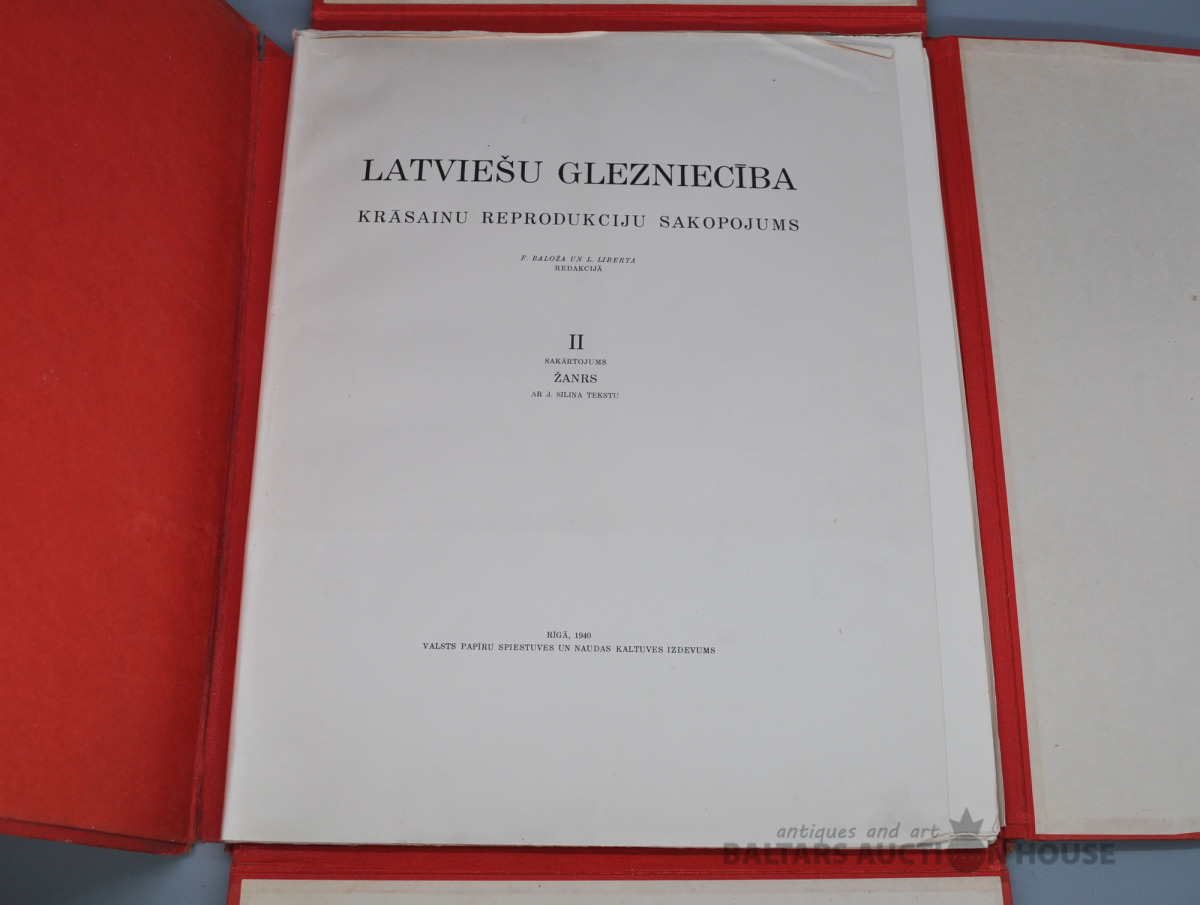 LATVIEŠU GLEZNIECĪBA
KRĀSAINU REPRODUKCIJU SAKOPOJUMS
F. BALOŽA UN L. LIBERTA
REDAKCIJĀ
II
SAKĀRTOJUMS
ŽANRS
AR J. SILIŅA TEKSTU
RĪGĀ, 1940
VALSTS PAPĪRU SPIESTUVES UN NAUDAS KALTUVES IZDEVUMS
antiques and art
BALTARS AUCTION HOUSE